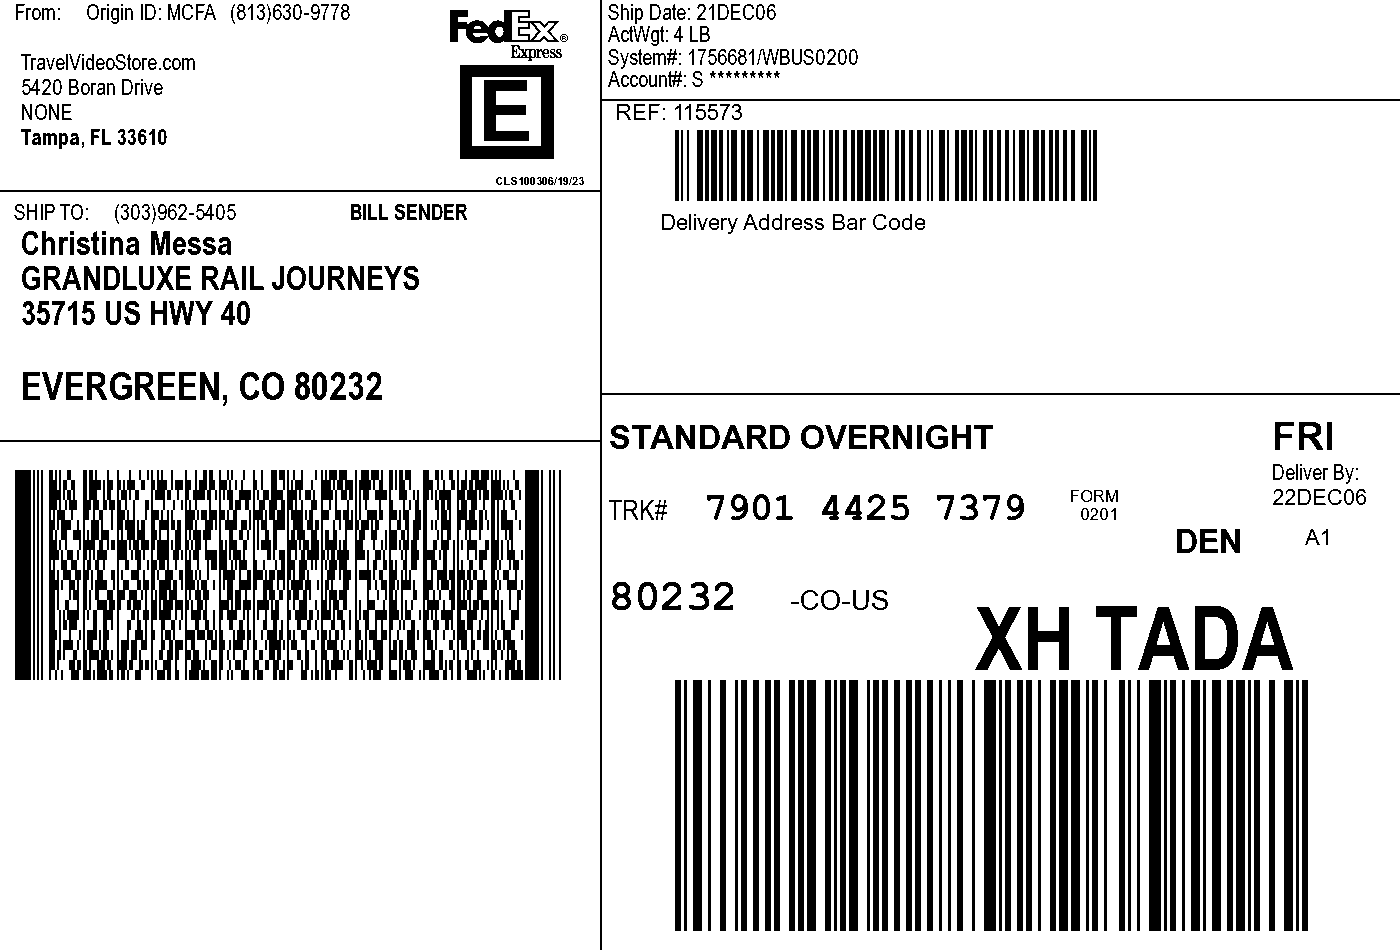 From: Origin ID: MCFA (813)630-9778
TravelVideoStore.com
5420 Boran Drive
NONE
Tampa, FL 33610
FedEx®
Express
E
CLS100306/19/23
Ship Date: 21DEC06
ActWgt: 4 LB
System#: 1756681/WBUS0200
Account#: S *********
REF: 115573
Delivery Address Bar Code
SHIP TO: (303)962-5405 BILL SENDER
Christina Messa
GRANDLUXE RAIL JOURNEYS
35715 US HWY 40
EVERGREEN, CO 80232
STANDARD OVERNIGHT
FRI
Deliver By:
22DEC06
TRK# 7901 4425 7379 FORM
0201
DEN A1
80232 -CO-US
XH TADA